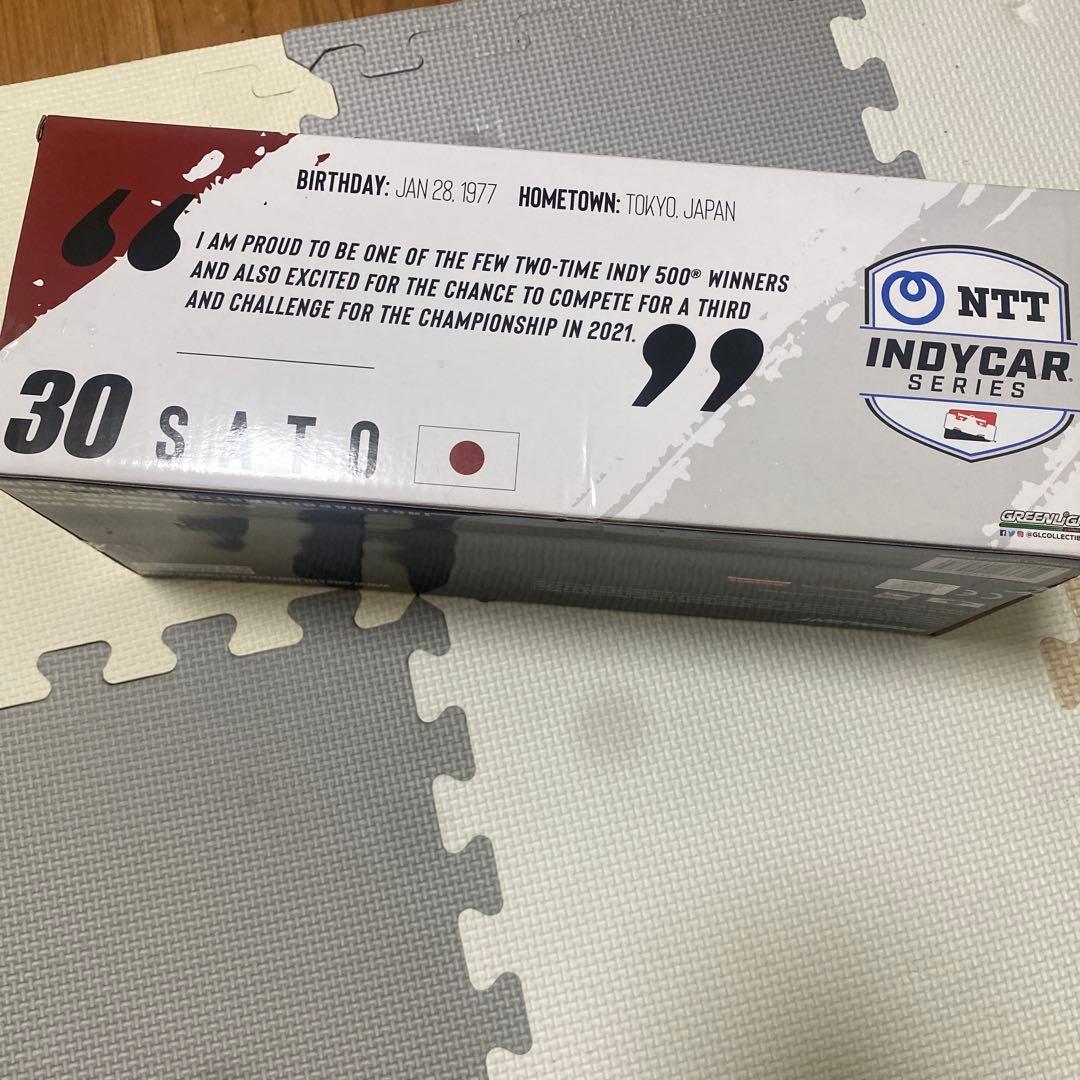 BIRTHDAY: JAN 28, 1977 HOMETOWN: TOKYO, JAPAN
“
I AM PROUD TO BE ONE OF THE FEW TWO-TIME INDY 500® WINNERS
AND ALSO EXCITED FOR THE CHANCE TO COMPETE FOR A THIRD
AND CHALLENGE FOR THE CHAMPIONSHIP IN 2021.
”
NTT
INDYCAR
SERIES
30 SATO
GREENLIGH
@GLCOLLECTIB